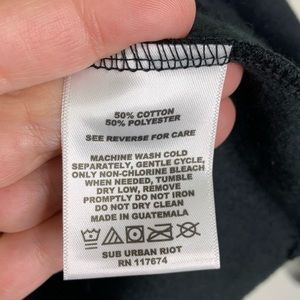 50% COTTON
50% POLYESTER
SEE REVERSE FOR CARE
MACHINE WASH COLD
SEPARATELY, GENTLE CYCLE,
ONLY NON-CHLORINE BLEACH
WHEN NEEDED, TUMBLE
DRY LOW, REMOVE
PROMPTLY DO NOT IRON
DO NOT DRY CLEAN
MADE IN GUATEMALA
SUB URBAN RIOT
RN 117674